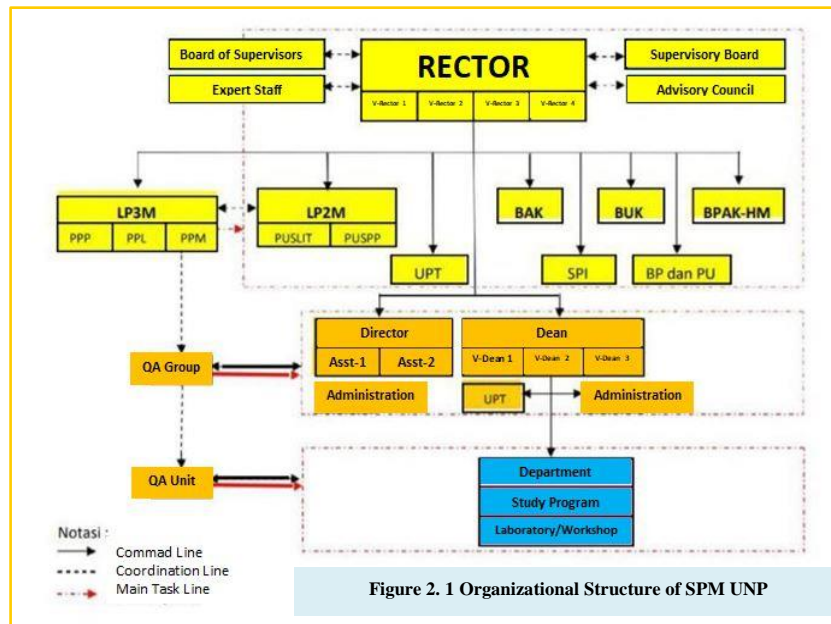 Board of Supervisors
RECTOR
Supervisory Board
Expert Staff
Advisory Council
V-Rector 1
V-Rector 2
V-Rector 3
V-Rector 4
LP3M
LP2M
BAK
BUK
BPAK-HM
PPP
PPL
PPM
PUSLIT
PUSPP
UPT
SPI
BP dan PU
Director
Dean
Asst-1
Asst-2
V-Dean 1
V-Dean 2
V-Dean 3
QA Group
Administration
UPT
Administration
QA Unit
Department
Study Program
Laboratory/Workshop
Notasi :
Commad Line
Coordination Line
Main Task Line
Figure 2. 1 Organizational Structure of SPM UNP